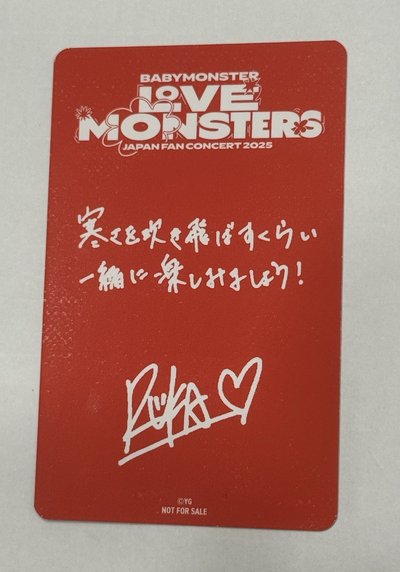 BABYMONSTER
LOVE
MONSTERS
JAPAN FAN CONCERT 2025
寒さを吹き飛ばすくらい
一緒に楽しみましょう！
RUKA♡
©YG
NOT FOR SALE